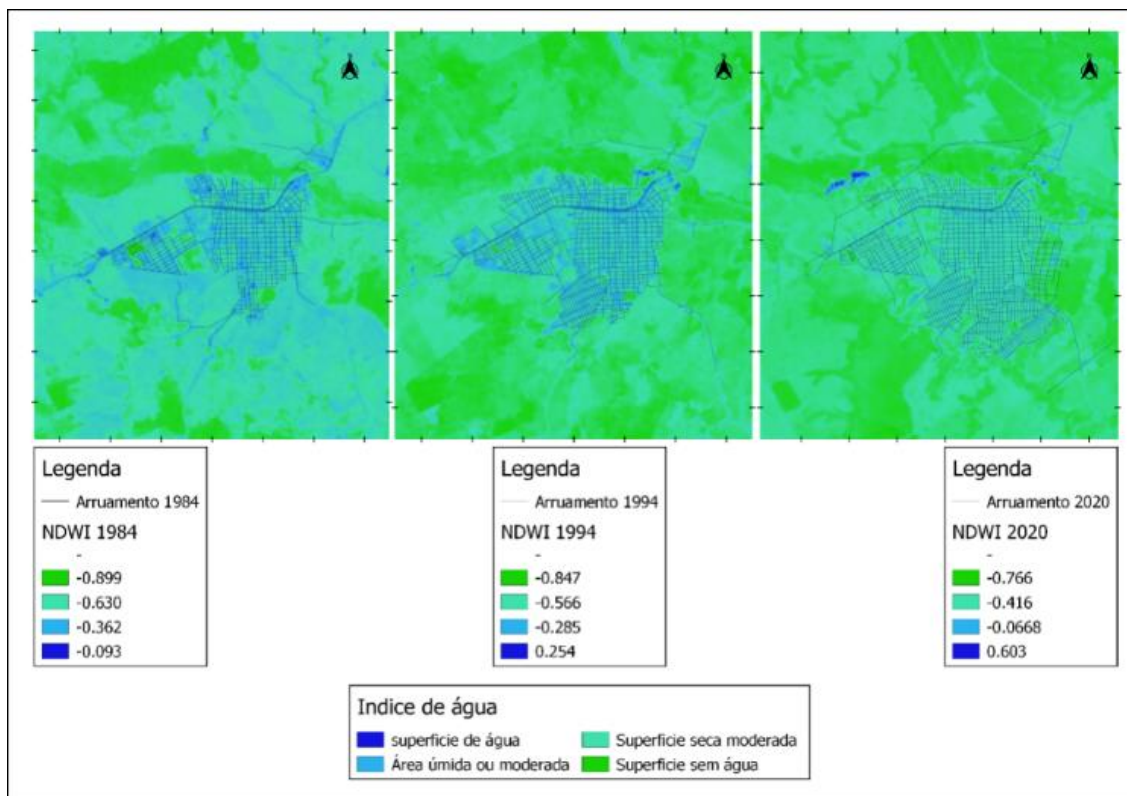 Legenda
Arruamento 1984
NDWI 1984
-
-0.899
-0.630
-0.362
-0.093
Legenda
Arruamento 1994
NDWI 1994
-
-0.847
-0.566
-0.285
0.254
Legenda
Arruamento 2020
NDWI 2020
-
-0.766
-0.416
-0.0668
0.603
Indice de água
superficie de água
Superficie seca moderada
Área úmida ou moderada
Superficie sem água